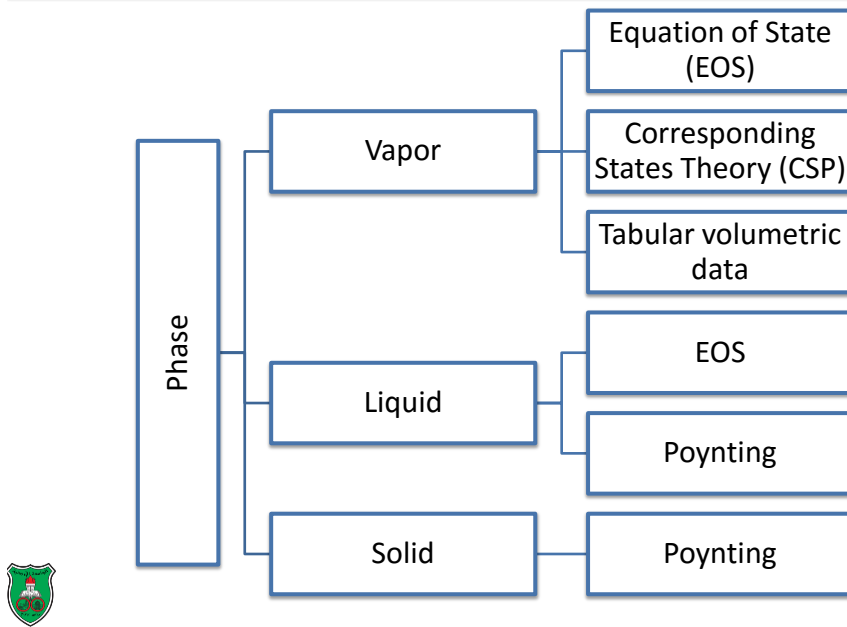 Phase
Vapor
Equation of State
(EOS)
Corresponding
States Theory (CSP)
Tabular volumetric
data
Liquid
EOS
Poynting
Solid
Poynting